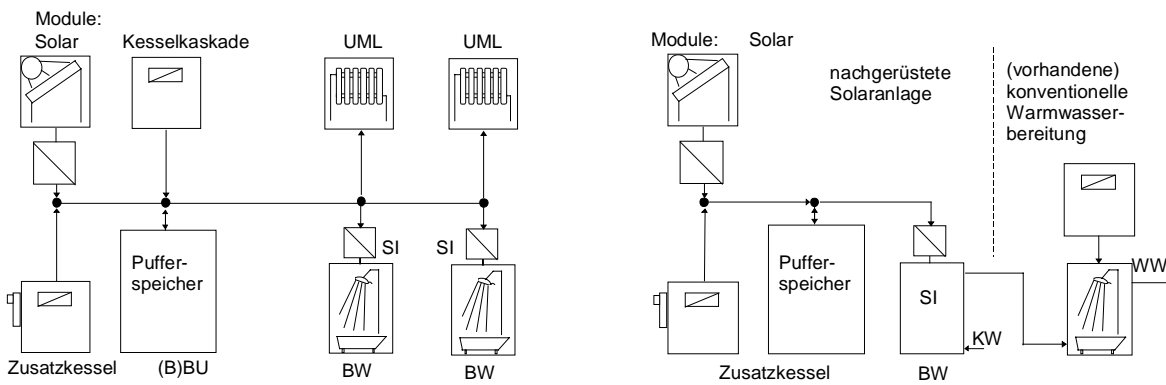 Module:
Solar
Kesselkaskade
UML
UML
SI
SI
Puffer-
speicher
Zusatzkessel
(B)BU
BW
BW
Module:
Solar
nachgerüstete
Solaranlage
(vorhandene)
konventionelle
Warmwasser-
bereitung
Puffer-
speicher
SI
WW
KW
Zusatzkessel
BW